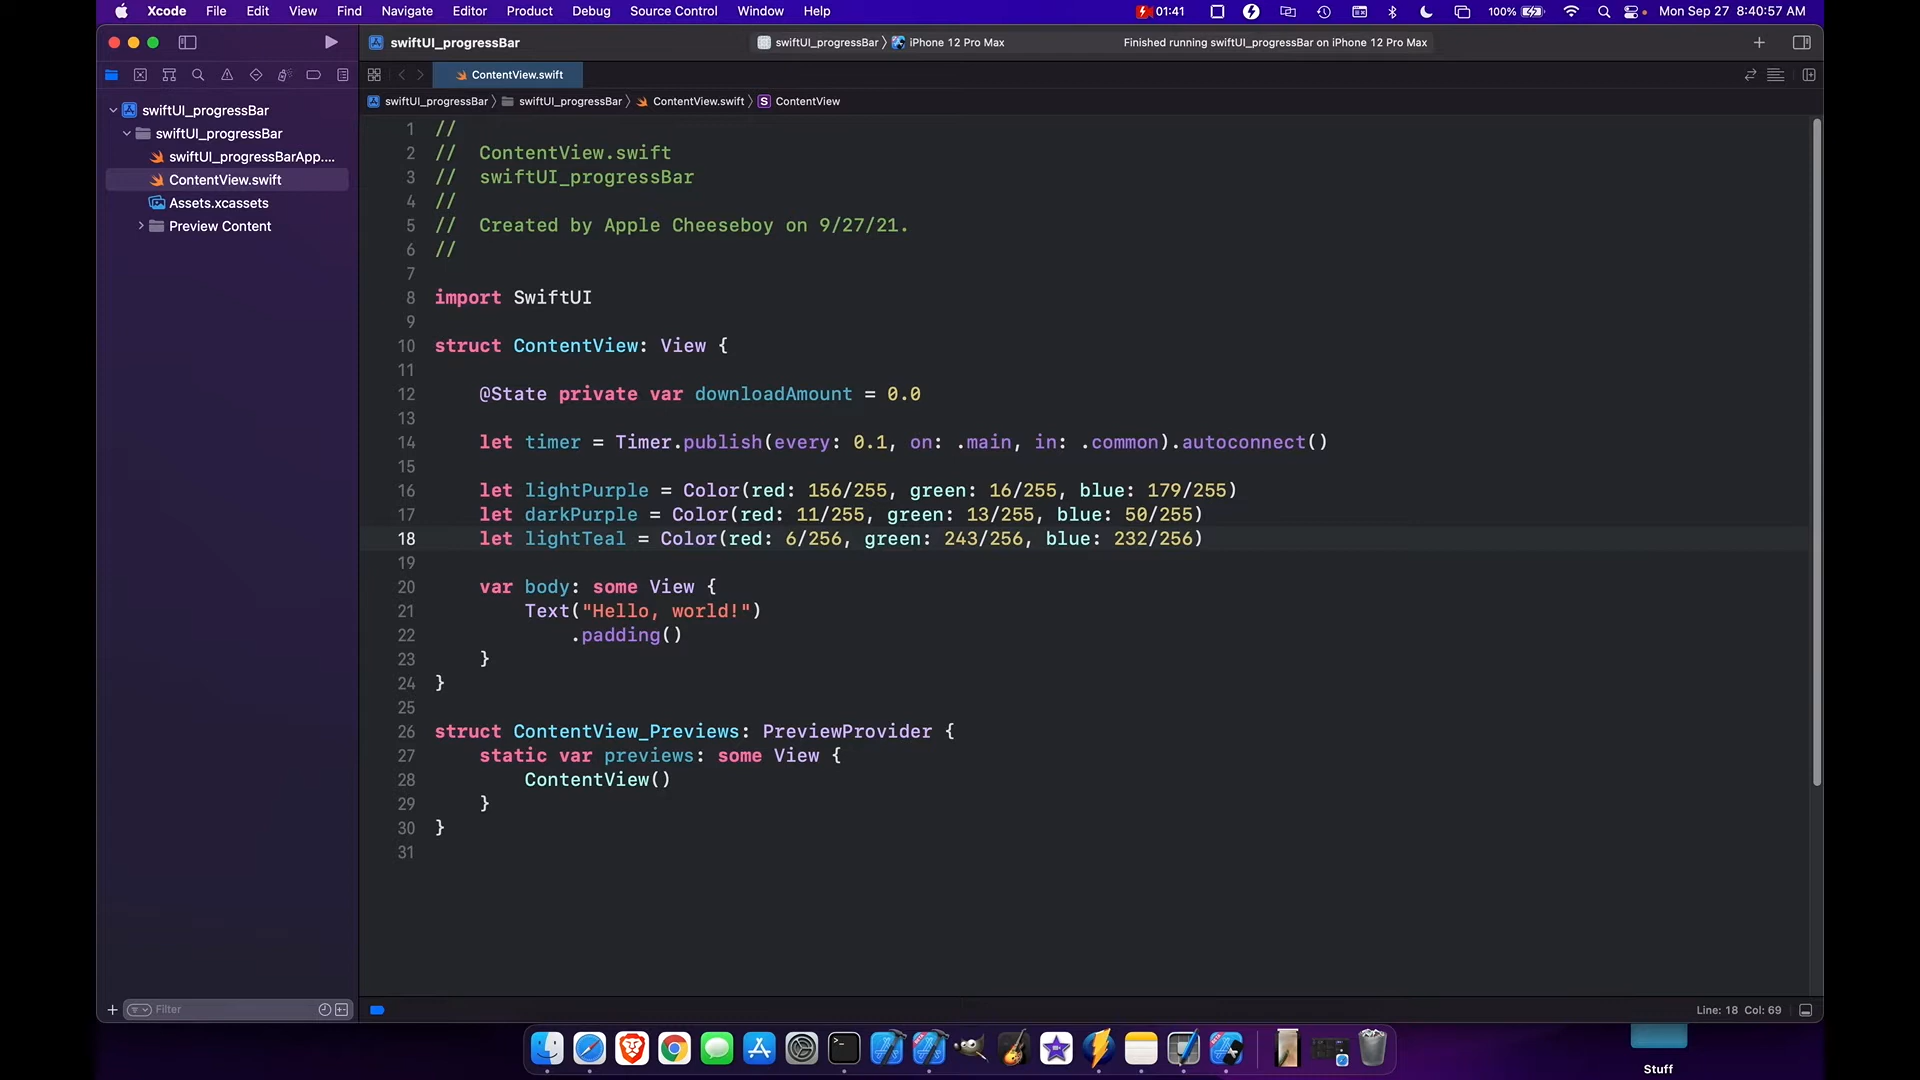 Xcode File Edit View Find Navigate Editor Product Debug Source Control Window Help 01:41 100% Mon Sep 27 8:40:57 AM
swiftUI_progressBar swiftUI_progressBar iPhone 12 Pro Max Finished running swiftUI_progressBar on iPhone 12 Pro Max
ContentView.swift
swiftUI_progressBar swiftUI_progressBar ContentView.swift S ContentView
swiftUI_progressBar
swiftUI_progressBar
swiftUI_progressBarApp....
ContentView.swift
Assets.xcassets
Preview Content
1 //
2 //  ContentView.swift
3 //  swiftUI_progressBar
4 //
5 //  Created by Apple Cheeseboy on 9/27/21.
6 //
7
8 import SwiftUI
9
10 struct ContentView: View {
11
12     @State private var downloadAmount = 0.0
13
14     let timer = Timer.publish(every: 0.1, on: .main, in: .common).autoconnect()
15
16     let lightPurple = Color(red: 156/255, green: 16/255, blue: 179/255)
17     let darkPurple = Color(red: 11/255, green: 13/255, blue: 50/255)
18     let lightTeal = Color(red: 6/256, green: 243/256, blue: 232/256)
19
20     var body: some View {
21         Text("Hello, world!")
22             .padding()
23     }
24 }
25
26 struct ContentView_Previews: PreviewProvider {
27     static var previews: some View {
28         ContentView()
29     }
30 }
31
Filter
Line: 18 Col: 69
Stuff